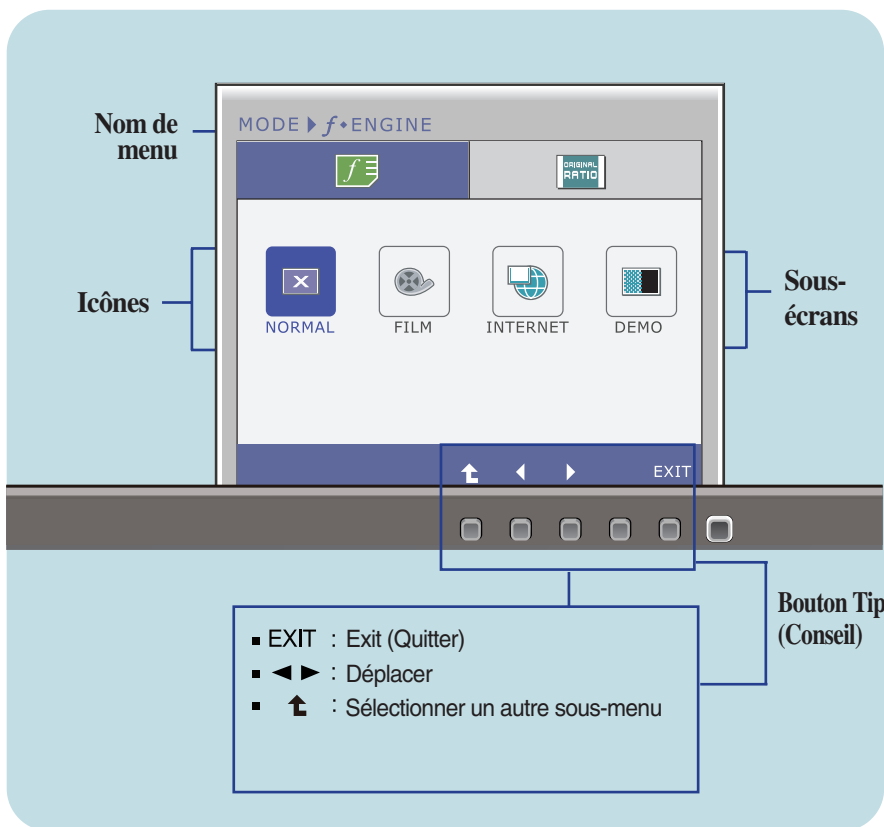 Nom de
menu
MODE ▶ f◆ENGINE
f
ORIGINAL
RATIO
Icônes
NORMAL
FILM
INTERNET
DEMO
Sous-
écrans
EXIT
Bouton Tip
(Conseil)
▪ EXIT : Exit (Quitter)
▪ ◄ ► : Déplacer
▪ ⮤ : Sélectionner un autre sous-menu